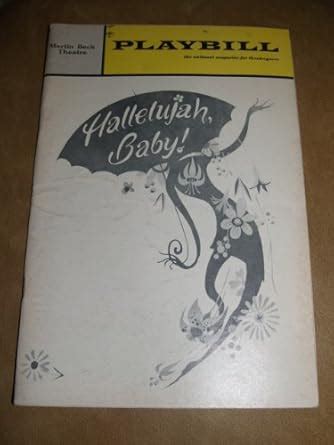 Martin Beck
Theatre
PLAYBILL
the national magazine for theatregoers
Hallelujah,
Baby!